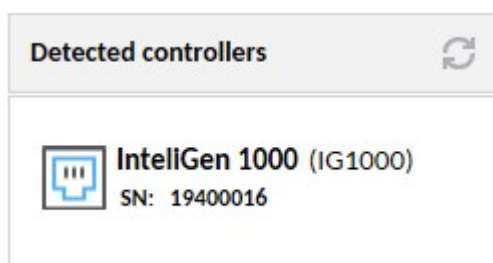 Detected controllers
InteliGen 1000 (IG1000)
SN: 19400016